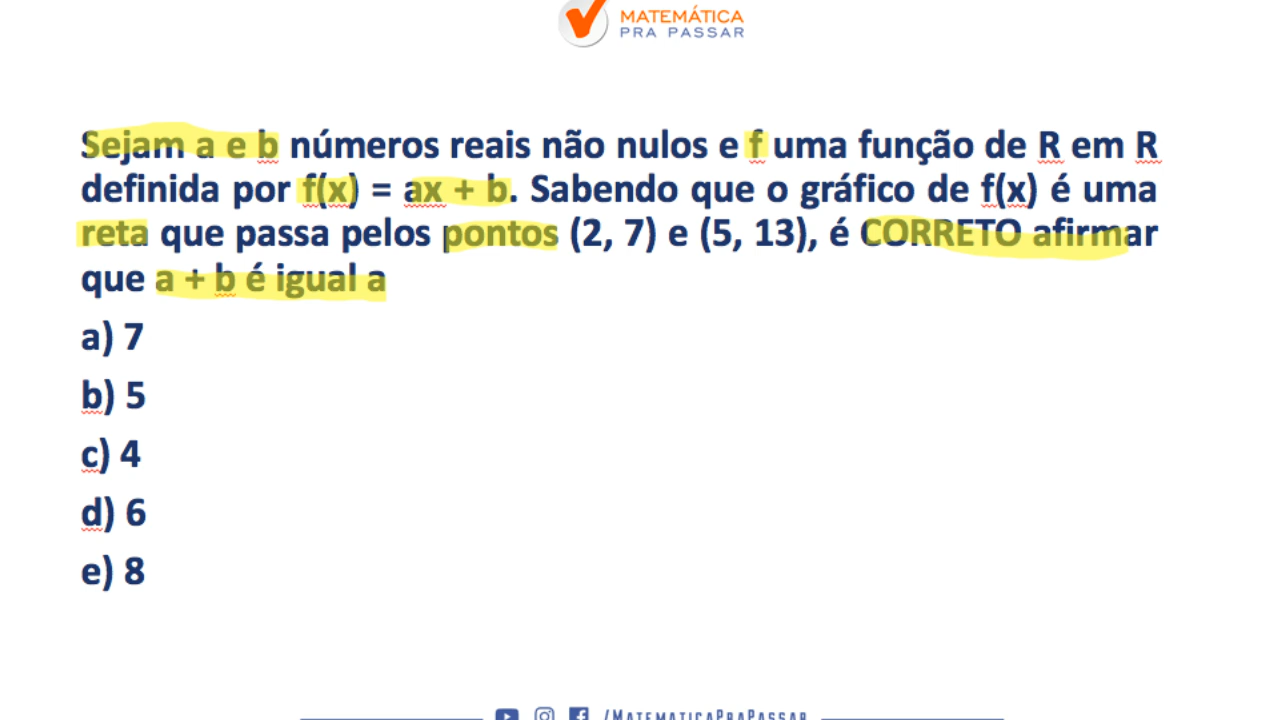 MATEMÁTICA
PRA PASSAR
Sejam a e b números reais não nulos e f uma função de R em R
definida por f(x) = ax + b. Sabendo que o gráfico de f(x) é uma
reta que passa pelos pontos (2, 7) e (5, 13), é CORRETO afirmar
que a + b é igual a
a) 7
b) 5
c) 4
d) 6
e) 8
/MATEMATICAPRAPASSAR